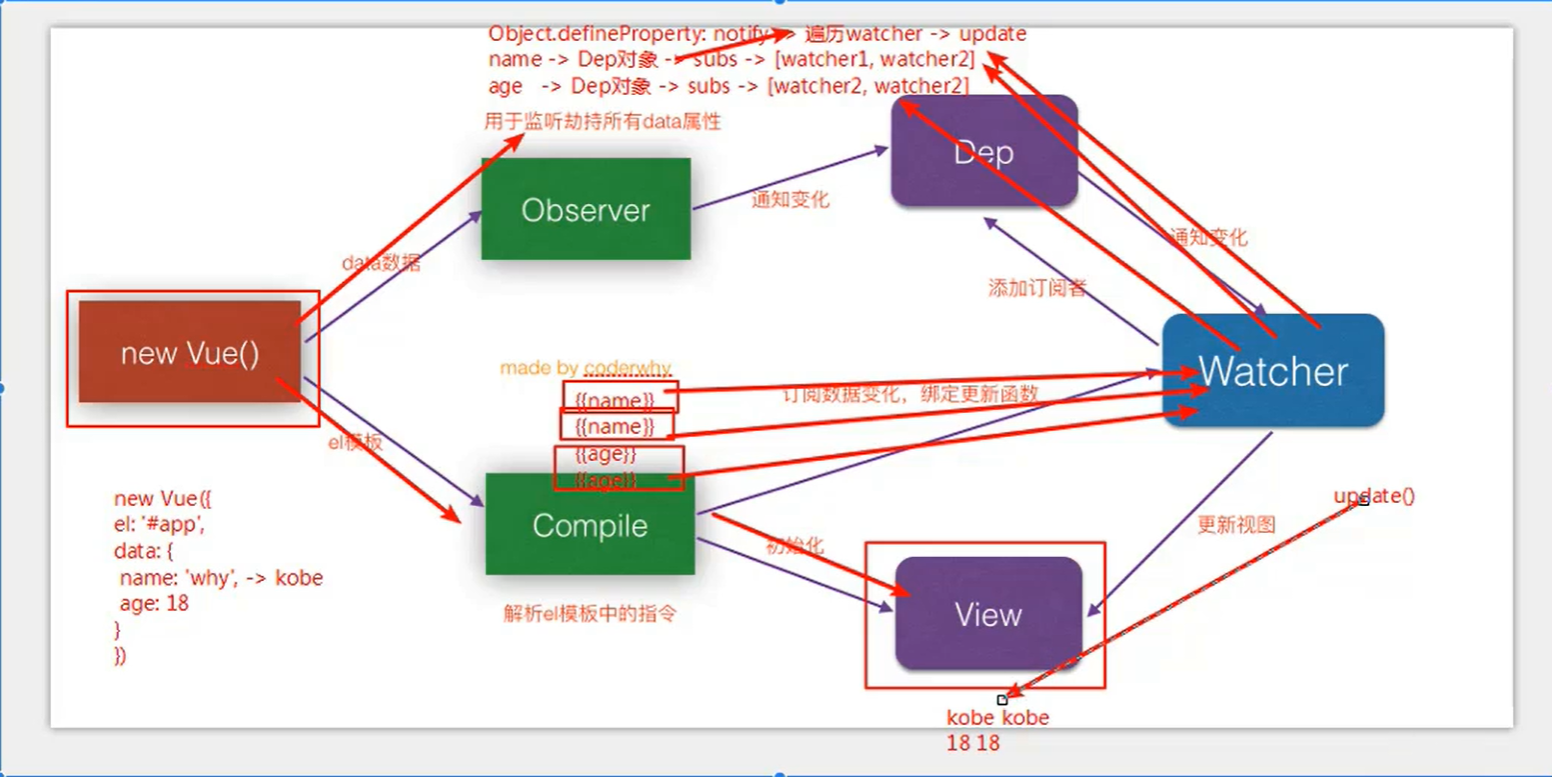 Object.defineProperty: notify -> 遍历watcher -> update
name -> Dep对象 -> subs -> [watcher1, watcher2]
age -> Dep对象 -> subs -> [watcher2, watcher2]
用于监听劫持所有data属性
Dep
Observer
通知变化
通知变化
data数据
添加订阅者
new Vue()
made by coderwhy
Watcher
{{name}}
订阅数据变化，绑定更新函数
{{name}}
el模板
{{age}}
{{age}}
new Vue({
el: '#app',
data: {
name: 'why', -> kobe
age: 18
}
})
Compile
update()
更新视图
初始化
解析el模板中的指令
View
kobe kobe
18 18